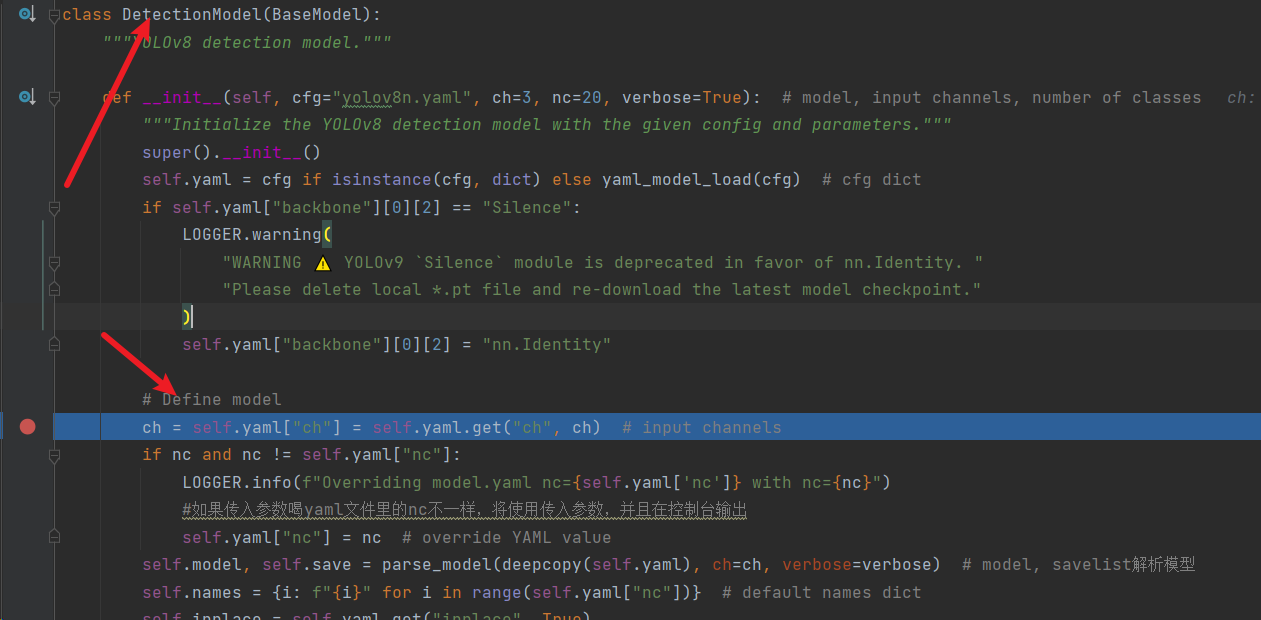 class DetectionModel(BaseModel):
"""YOLOv8 detection model."""
def __init__(self, cfg="yolov8n.yaml", ch=3, nc=20, verbose=True):  # model, input channels, number of classes   ch:
"""Initialize the YOLOv8 detection model with the given config and parameters."""
super().__init__()
self.yaml = cfg if isinstance(cfg, dict) else yaml_model_load(cfg)  # cfg dict
if self.yaml["backbone"][0][2] == "Silence":
LOGGER.warning(
"WARNING ⚠️ YOLOv9 `Silence` module is deprecated in favor of nn.Identity. "
"Please delete local *.pt file and re-download the latest model checkpoint."
)
self.yaml["backbone"][0][2] = "nn.Identity"
# Define model
ch = self.yaml["ch"] = self.yaml.get("ch", ch)  # input channels
if nc and nc != self.yaml["nc"]:
LOGGER.info(f"Overriding model.yaml nc={self.yaml['nc']} with nc={nc}")
#如果传入参数喝yaml文件里的nc不一样，将使用传入参数，并且在控制台输出
self.yaml["nc"] = nc  # override YAML value
self.model, self.save = parse_model(deepcopy(self.yaml), ch=ch, verbose=verbose)  # model, savelist解析模型
self.names = {i: f"{i}" for i in range(self.yaml["nc"])}  # default names dict
self.inplace = self.yaml.get("inplace", True)